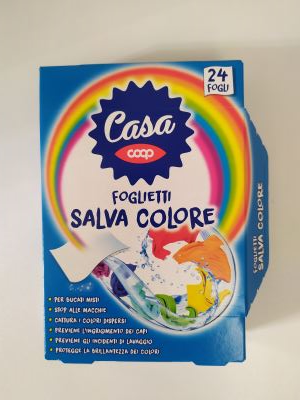 24
FOGLI
Casa
coop
FOGLIETTI
SALVA COLORE
• PER BUCATI MISTI
• STOP ALLE MACCHIE
• CATTURA I COLORI DISPERSI
• PREVIENE L'INGRIGIMENTO DEI CAPI
• PREVIENE GLI INCIDENTI DI LAVAGGIO
• PROTEGGE LA BRILLANTEZZA DEI COLORI
FOGLIETTI
SALVA COLORE